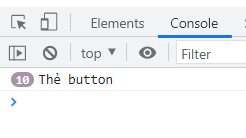 Elements Console
top Filter
10 Thẻ button